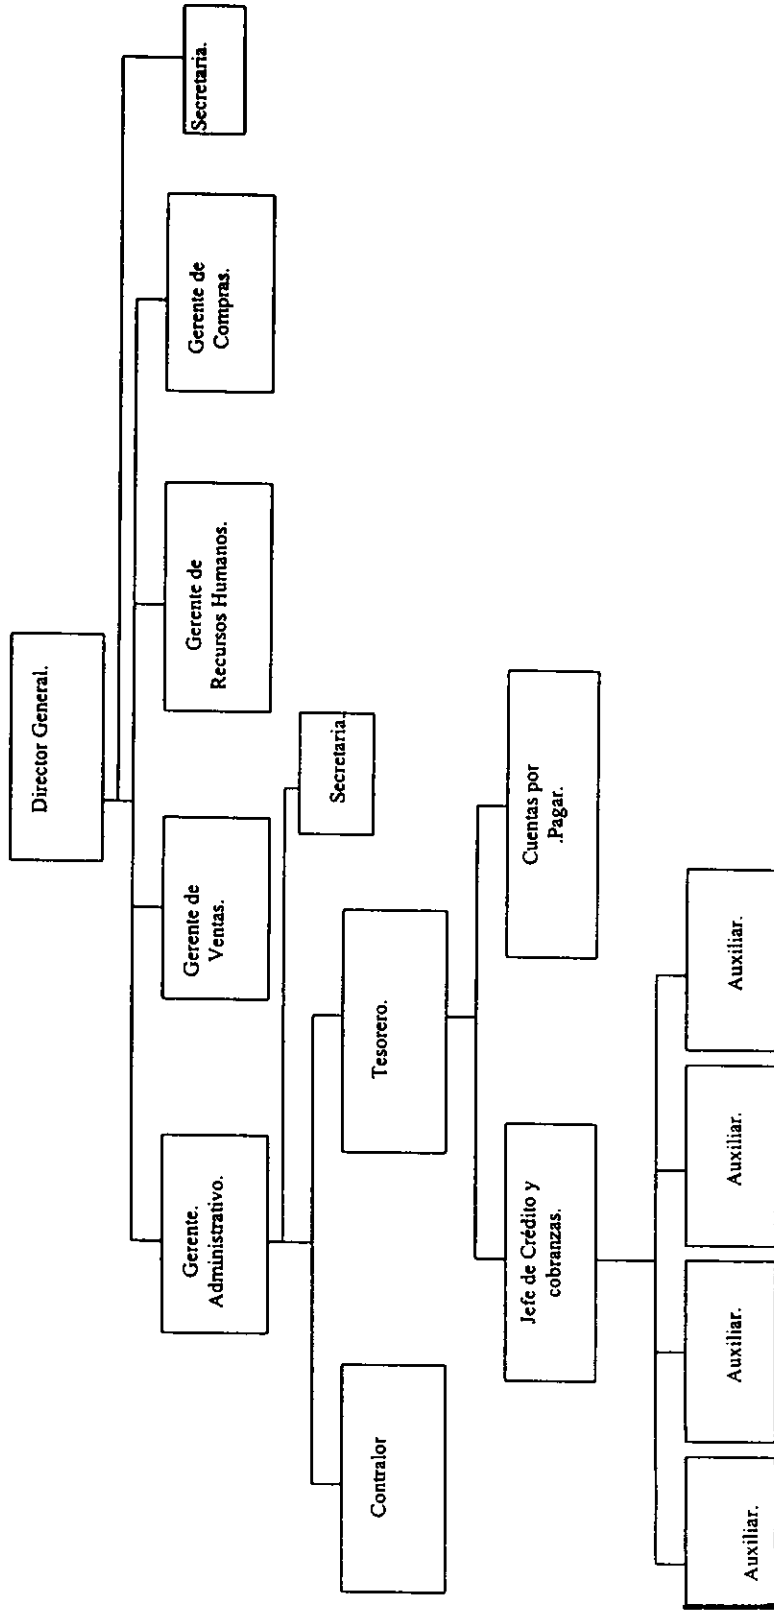 Director General.
Secretaria.
Gerente.
Administrativo.
Gerente de
Ventas.
Gerente de
Recursos Humanos.
Gerente de
Compras.
Secretaria.
Contralor
Tesorero.
Jefe de Crédito y
cobranzas.
Cuentas por
.Pagar.
Auxiliar.
Auxiliar.
Auxiliar.
Auxiliar.